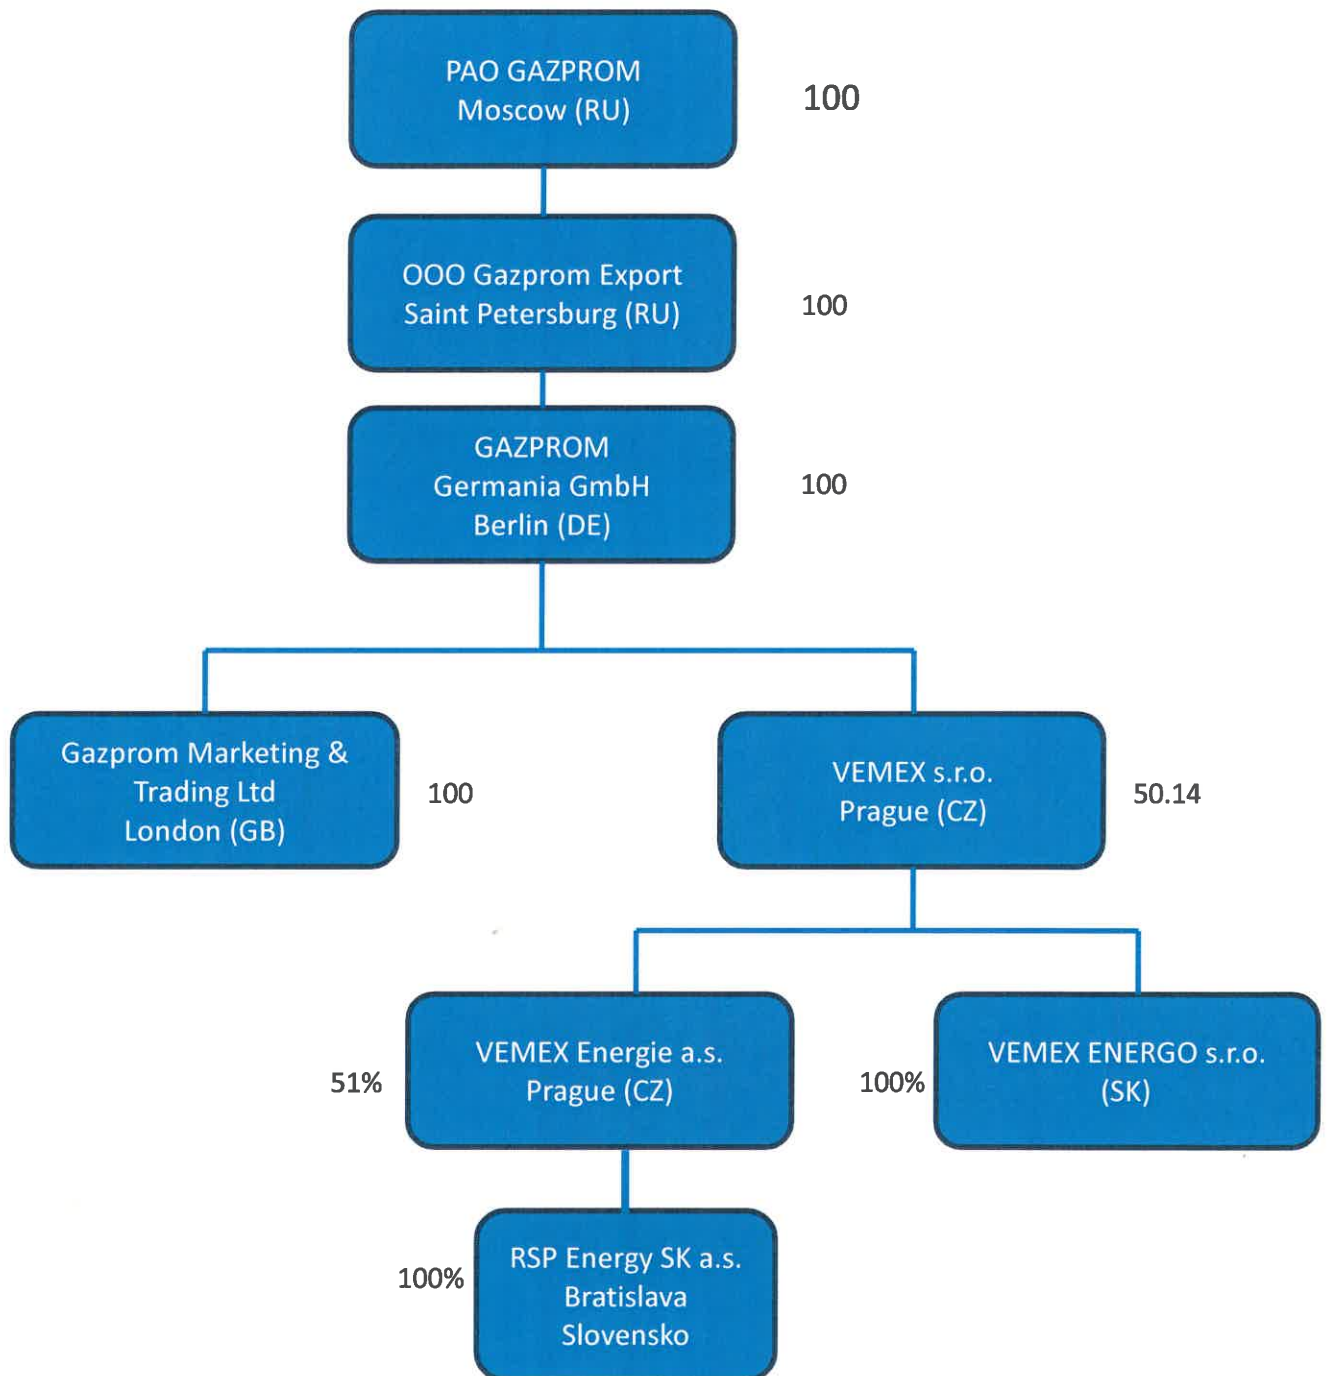 PAO GAZPROM
Moscow (RU)
100
OOO Gazprom Export
Saint Petersburg (RU)
100
GAZPROM
Germania GmbH
Berlin (DE)
100
Gazprom Marketing &
Trading Ltd
London (GB)
100
VEMEX s.r.o.
Prague (CZ)
50.14
51%
VEMEX Energie a.s.
Prague (CZ)
100%
VEMEX ENERGO s.r.o.
(SK)
100%
RSP Energy SK a.s.
Bratislava
Slovensko